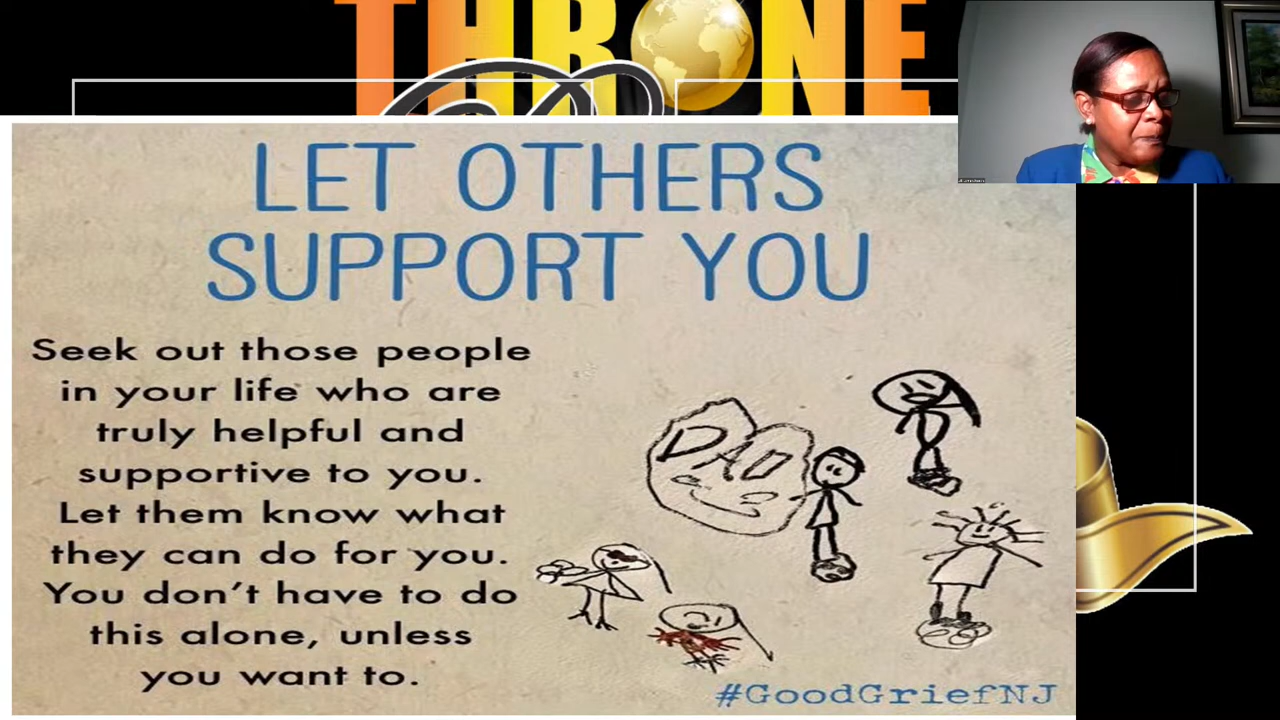 THRONE
LET OTHERS
SUPPORT YOU
Seek out those people
in your life who are
truly helpful and
supportive to you.
Let them know what
they can do for you.
You don't have to do
this alone, unless
you want to.
DAD
#GoodGriefNJ